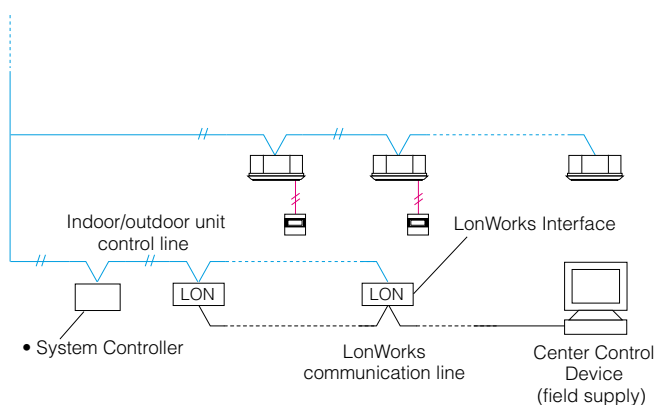 Indoor/outdoor unit
control line
LonWorks Interface
LON
LON
• System Controller
LonWorks
communication line
Center Control
Device
(field supply)